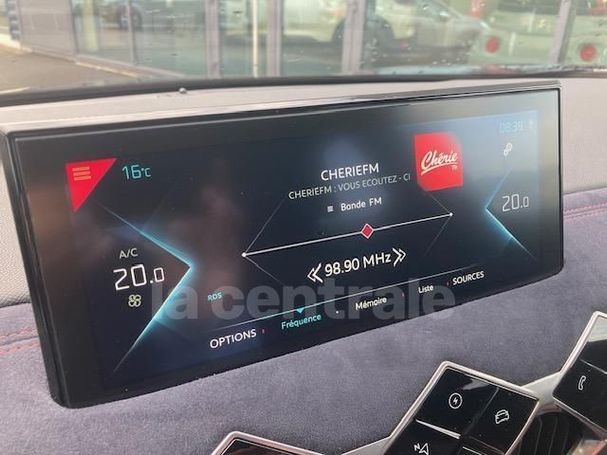 16°C
CHERIEFM
CHERIEFM : VOUS ECOUTEZ - CI
Bande FM
Chérie
FM
08:39
A/C
20.0
20.0
98.90 MHz
RDS
OPTIONS
Fréquence
Mémoire
Liste
SOURCES
la centrale